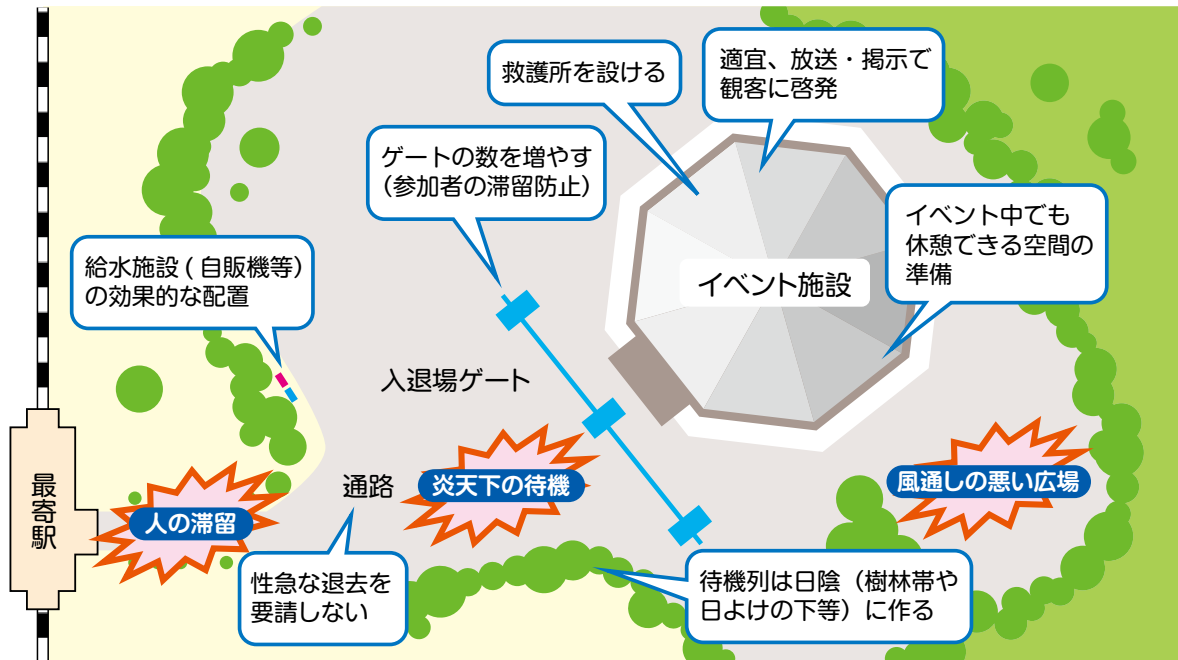 救護所を設ける
適宜、放送・掲示で
観客に啓発
ゲートの数を増やす
（参加者の滞留防止）
イベント中でも
休憩できる空間の
準備
給水施設 ( 自販機等)
の効果的な配置
イベント施設
入退場ゲート
最寄駅
人の滞留
通路
炎天下の待機
風通しの悪い広場
性急な退去を
要請しない
待機列は日陰（樹林帯や
日よけの下等）に作る